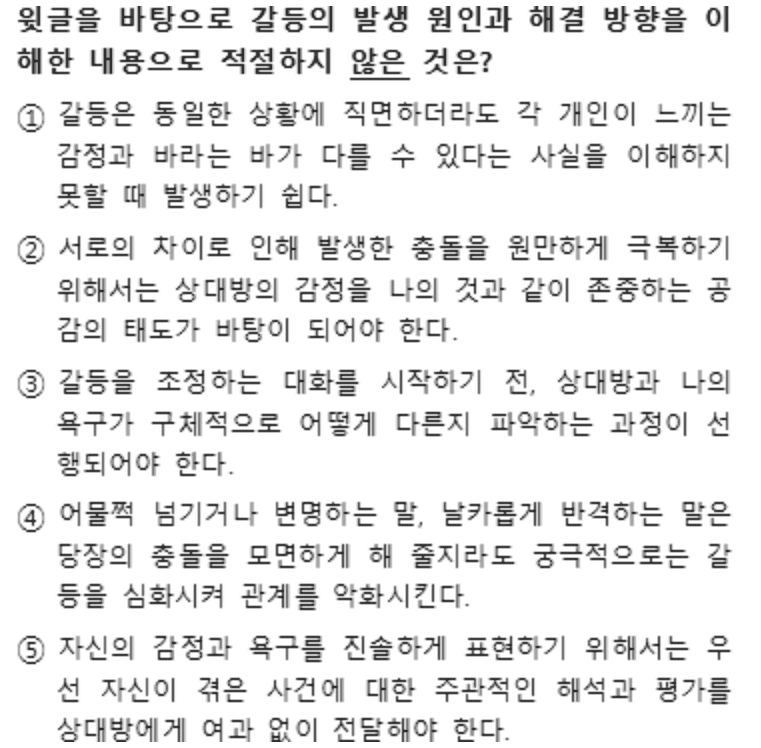 윗글을 바탕으로 갈등의 발생 원인과 해결 방향을 이
해한 내용으로 적절하지 않은 것은?
① 갈등은 동일한 상황에 직면하더라도 각 개인이 느끼는
감정과 바라는 바가 다를 수 있다는 사실을 이해하지
못할 때 발생하기 쉽다.
② 서로의 차이로 인해 발생한 충돌을 원만하게 극복하기
위해서는 상대방의 감정을 나의 것과 같이 존중하는 공
감의 태도가 바탕이 되어야 한다.
③ 갈등을 조정하는 대화를 시작하기 전, 상대방과 나의
욕구가 구체적으로 어떻게 다른지 파악하는 과정이 선
행되어야 한다.
④ 어물쩍 넘기거나 변명하는 말, 날카롭게 반격하는 말은
당장의 충돌을 모면하게 해 줄지라도 궁극적으로는 갈
등을 심화시켜 관계를 악화시킨다.
⑤ 자신의 감정과 욕구를 진솔하게 표현하기 위해서는 우
선 자신이 겪은 사건에 대한 주관적인 해석과 평가를
상대방에게 여과 없이 전달해야 한다.